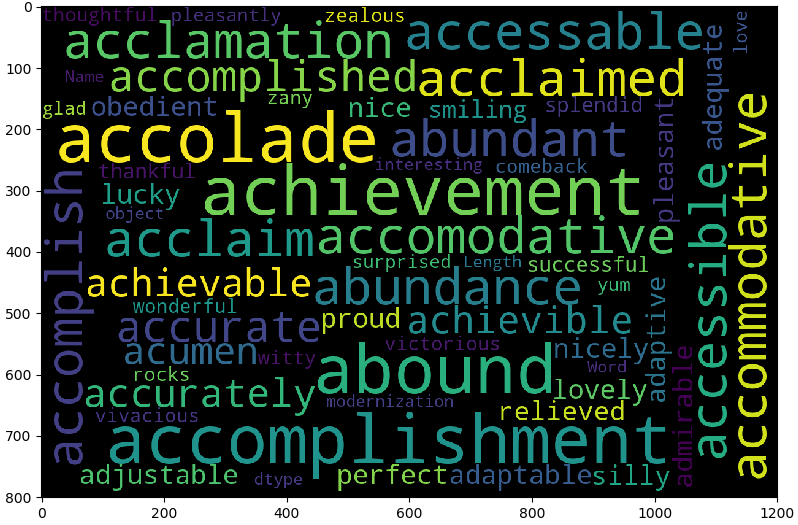 0
thoughtful pleasantly zealous
acclamation accessable love
100
Name accomplished acclaimed adequate
glad obedient zany nice smiling splendid
200
accolade abundant pleasant accommodative
thankful interesting comeback
300
lucky achievement accomplish accessible
object
400
acclaim accomodative
surprised Length successful
achievable abundance yum
500
wonderful accurate proud achievible adaptive
victorious
acumen witty nicely
600
rocks abound Word
accurately lovely admirable
modernization
vivacious relieved
700
accomplishment
adjustable dtype perfect adaptable silly
800
0 200 400 600 800 1000 1200